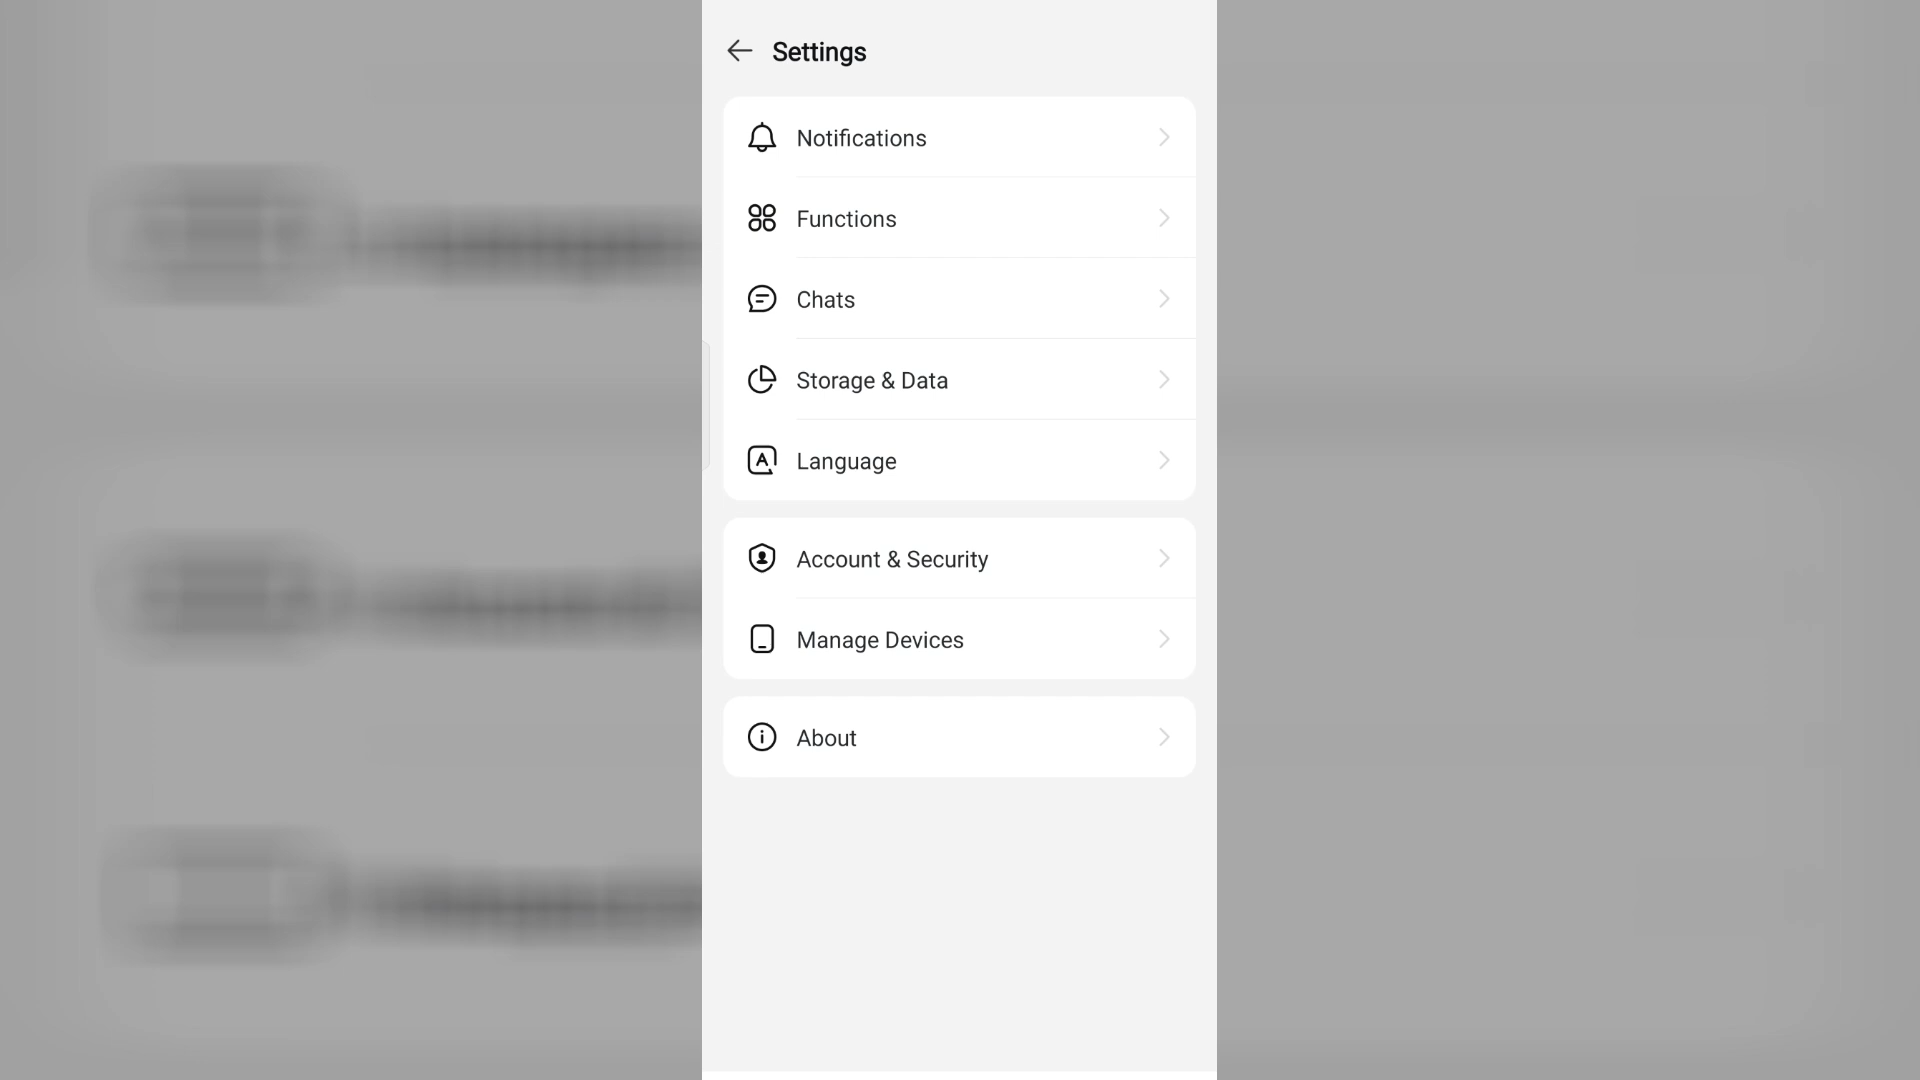 Settings
Notifications
Functions
Chats
Storage & Data
Language
Account & Security
Manage Devices
About